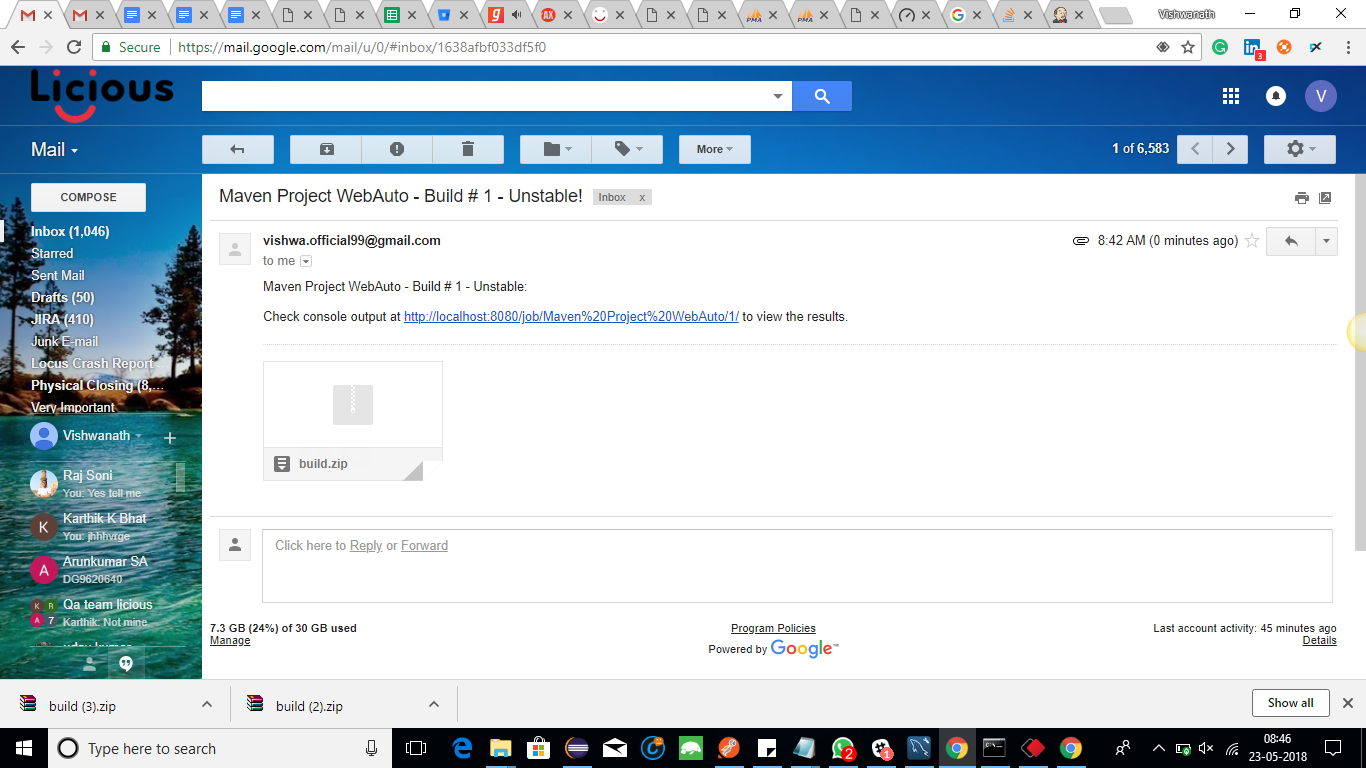 Vishwanath
Secure
https://mail.google.com/mail/u/0/#inbox/1638afbf033df5f0
3
Licious
V
Mail
More
1 of 6,583
COMPOSE
Maven Project WebAuto - Build # 1 - Unstable!
Inbox x
Inbox (1,046)
Starred
Sent Mail
Drafts (50)
JIRA (410)
Junk E-mail
Locus Crash Report
Physical Closing (8,...
Very Important
vishwa.official99@gmail.com
8:42 AM (0 minutes ago)
to me
Maven Project WebAuto - Build # 1 - Unstable:
Check console output at http://localhost:8080/job/Maven%20Project%20WebAuto/1/ to view the results.
build.zip
Vishwanath
Raj Soni
You: Yes tell me
K
Karthik K Bhat
You: jhhhvrge
A
Arunkumar SA
DG9620640
K R
A 7
Qa team licious
Karthik: Not mine
Click here to Reply or Forward
7.3 GB (24%) of 30 GB used
Manage
Program Policies
Powered by Google™
Last account activity: 45 minutes ago
Details
build (3).zip
build (2).zip
Show all
Type here to search
2
1
08:46
23-05-2018